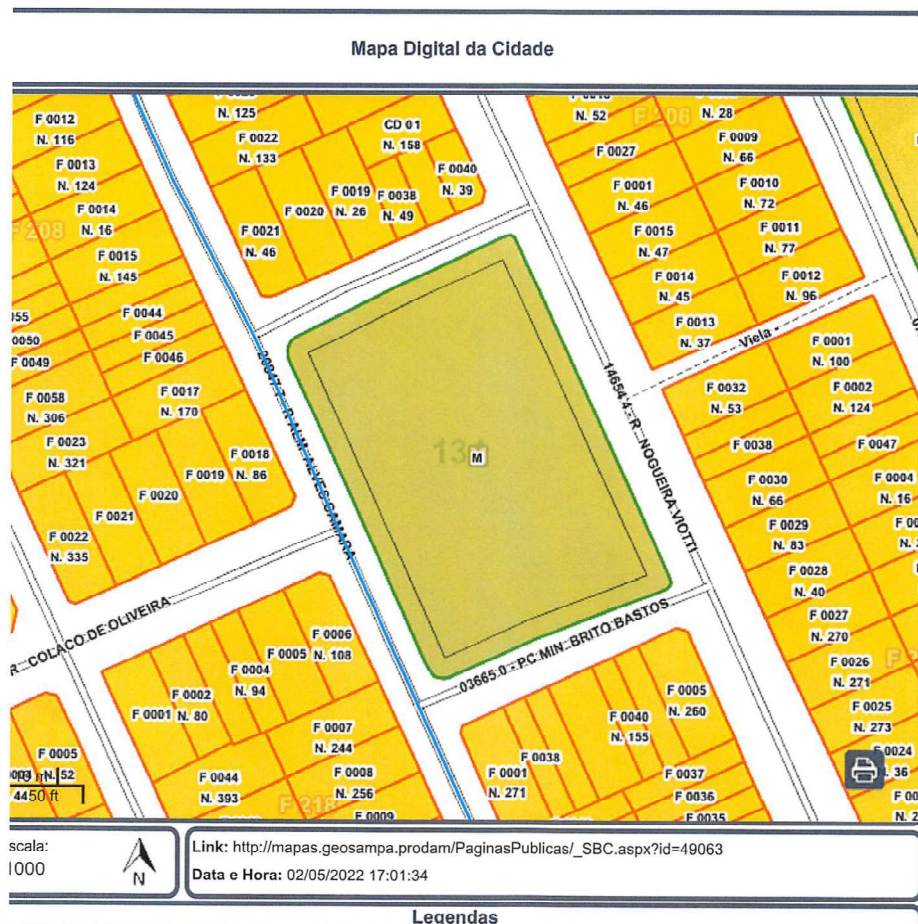 Mapa Digital da Cidade
F 0012
N. 116
F 0013
N. 124
F 0014
N. 16
F 208
F 0015
N. 145
F 0044
F 0045
F 0046
F 0049
F 0058
N. 306
F 0017
N. 170
F 0023
N. 321
F 0018
N. 86
F 0019
F 0020
F 0021
F 0022
N. 335
N. 125
F 0022
N. 133
CD 01
N. 158
F 0040
N. 39
F 0019
N. 26
F 0038
N. 49
F 0020
F 0021
N. 46
N. 52
F 0027
F 0001
N. 46
F 0015
N. 47
F 0014
N. 45
F 0013
N. 37
N. 28
F 0009
N. 66
F 0010
N. 72
F 0011
N. 77
F 0012
N. 96
Viela -
14654 4 - R NOGUEIRA VIOTTI
M
R ALM ALVES CAMARA
03665 0 - PC MIN. BRITO BASTOS
R COLACO DE OLIVEIRA
F 0001
N. 100
F 0032
N. 53
F 0002
N. 124
F 0038
F 0047
F 0030
N. 66
F 0004
N. 16
F 0029
N. 83
F 0028
N. 40
F 0027
N. 270
F 0026
N. 271
F 0025
N. 273
F 0024
N. 36
F 0006
N. 108
F 0005
F 0004
N. 94
F 0002
N. 80
F 0001
F 0007
N. 244
F 0008
N. 256
F 0009
F 0044
N. 393
F 218
F 0005
N. 52
50 ft
F 0005
N. 260
F 0040
N. 155
F 0038
F 0001
N. 271
F 0037
F 0036
F 0035
scala:
1000
N
Link: http://mapas.geosampa.prodam/PaginasPublicas/_SBC.aspx?id=49063
Data e Hora: 02/05/2022 17:01:34
Legendas